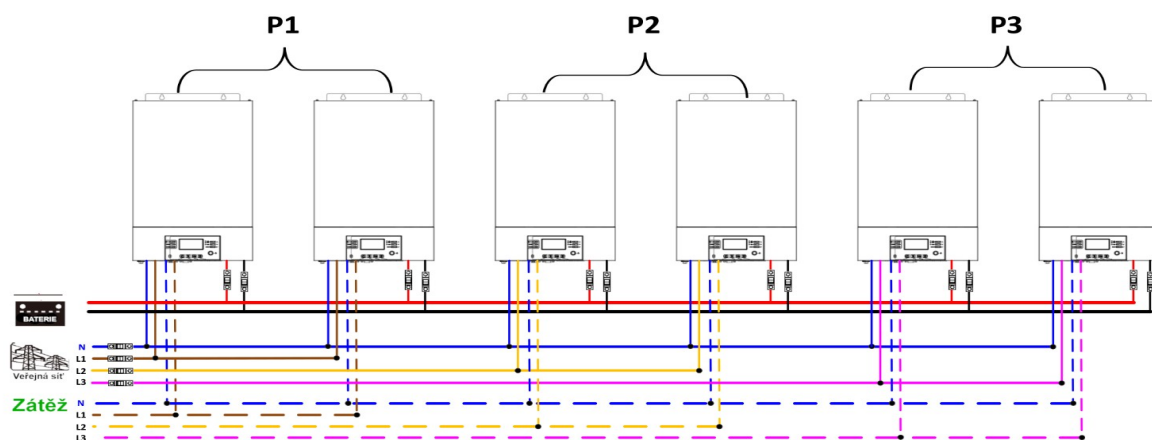 P1 P2 P3
BATERIE
N
L1
L2
Veřejná síť
L3
Zátěž N
L1
L2
L3